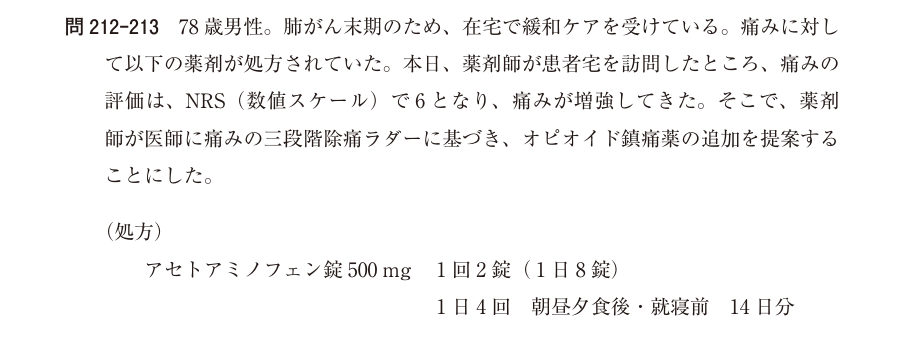 問 212-213 78 歳男性。肺がん末期のため、在宅で緩和ケアを受けている。痛みに対し
て以下の薬剤が処方されていた。本日、薬剤師が患者宅を訪問したところ、痛みの
評価は、NRS（数値スケール）で 6 となり、痛みが増強してきた。そこで、薬剤
師が医師に痛みの三段階除痛ラダーに基づき、オピオイド鎮痛薬の追加を提案する
ことにした。
（処方）
アセトアミノフェン錠 500 mg 1 回 2 錠（1 日 8 錠）
1 日 4 回 朝昼夕食後・就寝前 14 日分